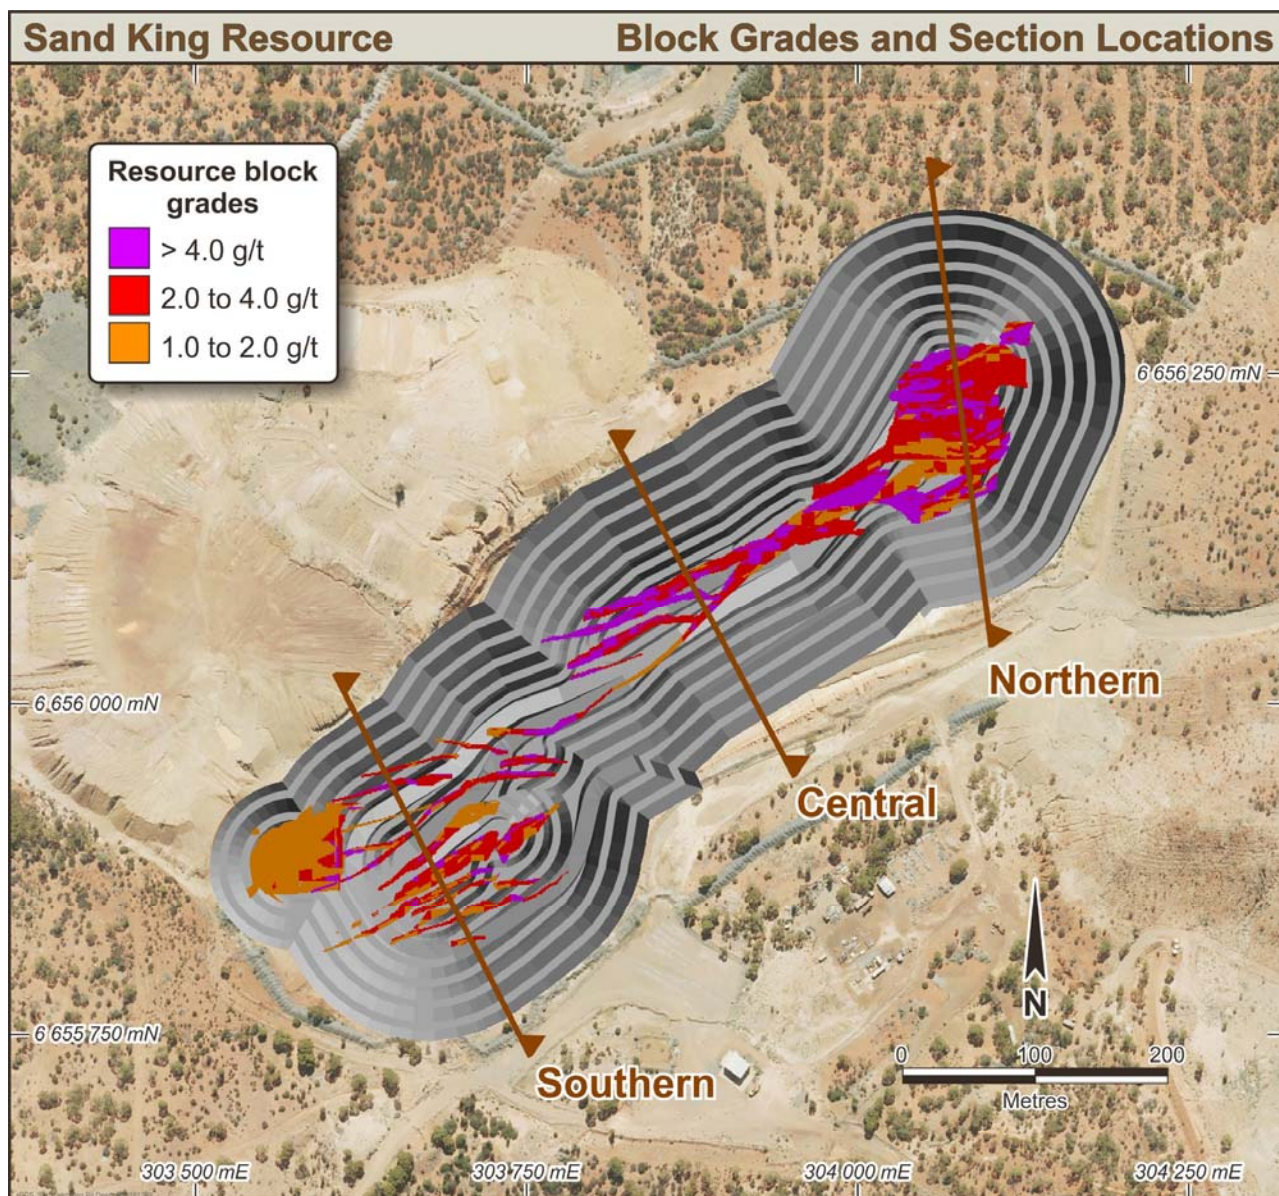 Sand King Resource
Block Grades and Section Locations
Resource block
grades
> 4.0 g/t
2.0 to 4.0 g/t
1.0 to 2.0 g/t
6 656 250 mN
Northern
6 656 000 mN
Central
N
6 655 750 mN
0 100 200
Metres
Southern
303 500 mE
303 750 mE
304 000 mE
304 250 mE